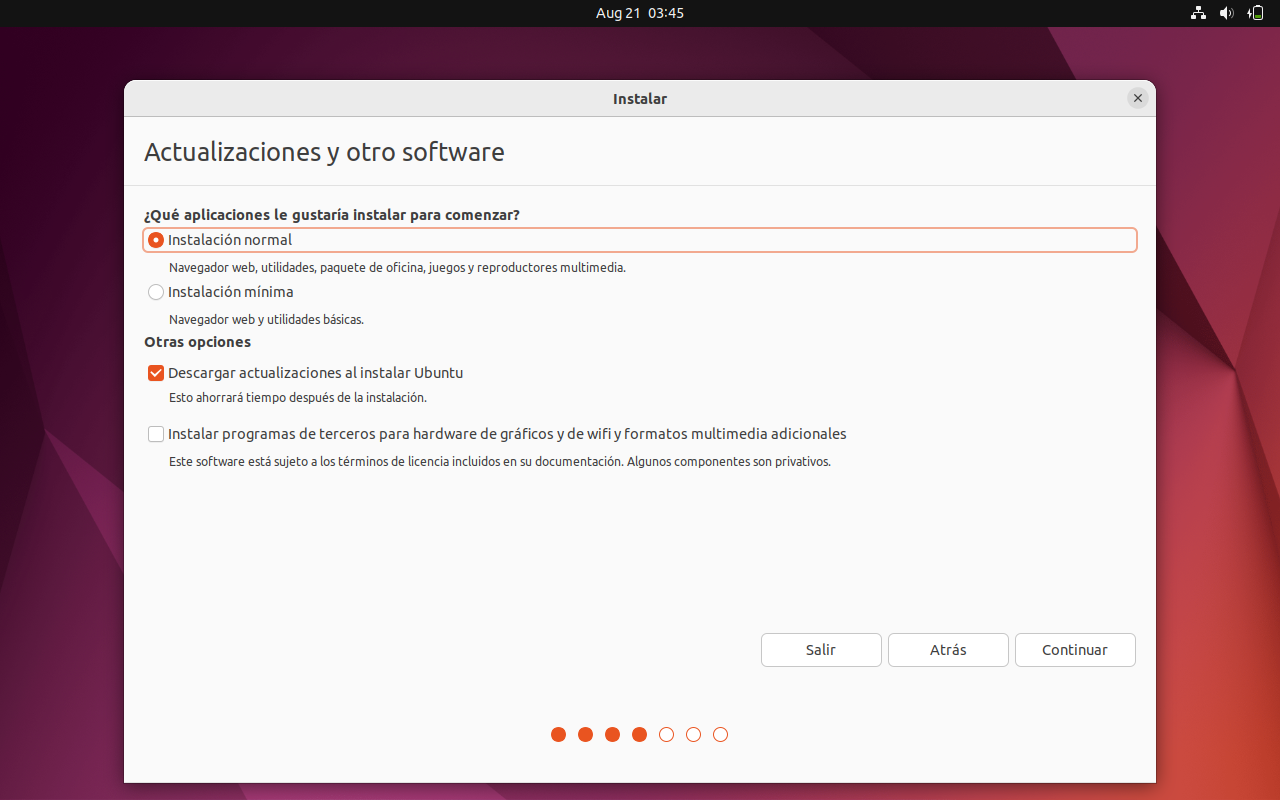 Aug 21 03:45
Instalar
Actualizaciones y otro software
¿Qué aplicaciones le gustaría instalar para comenzar?
Instalación normal
Navegador web, utilidades, paquete de oficina, juegos y reproductores multimedia.
Instalación mínima
Navegador web y utilidades básicas.
Otras opciones
Descargar actualizaciones al instalar Ubuntu
Esto ahorrará tiempo después de la instalación.
Instalar programas de terceros para hardware de gráficos y de wifi y formatos multimedia adicionales
Este software está sujeto a los términos de licencia incluidos en su documentación. Algunos componentes son privativos.
Salir
Atrás
Continuar